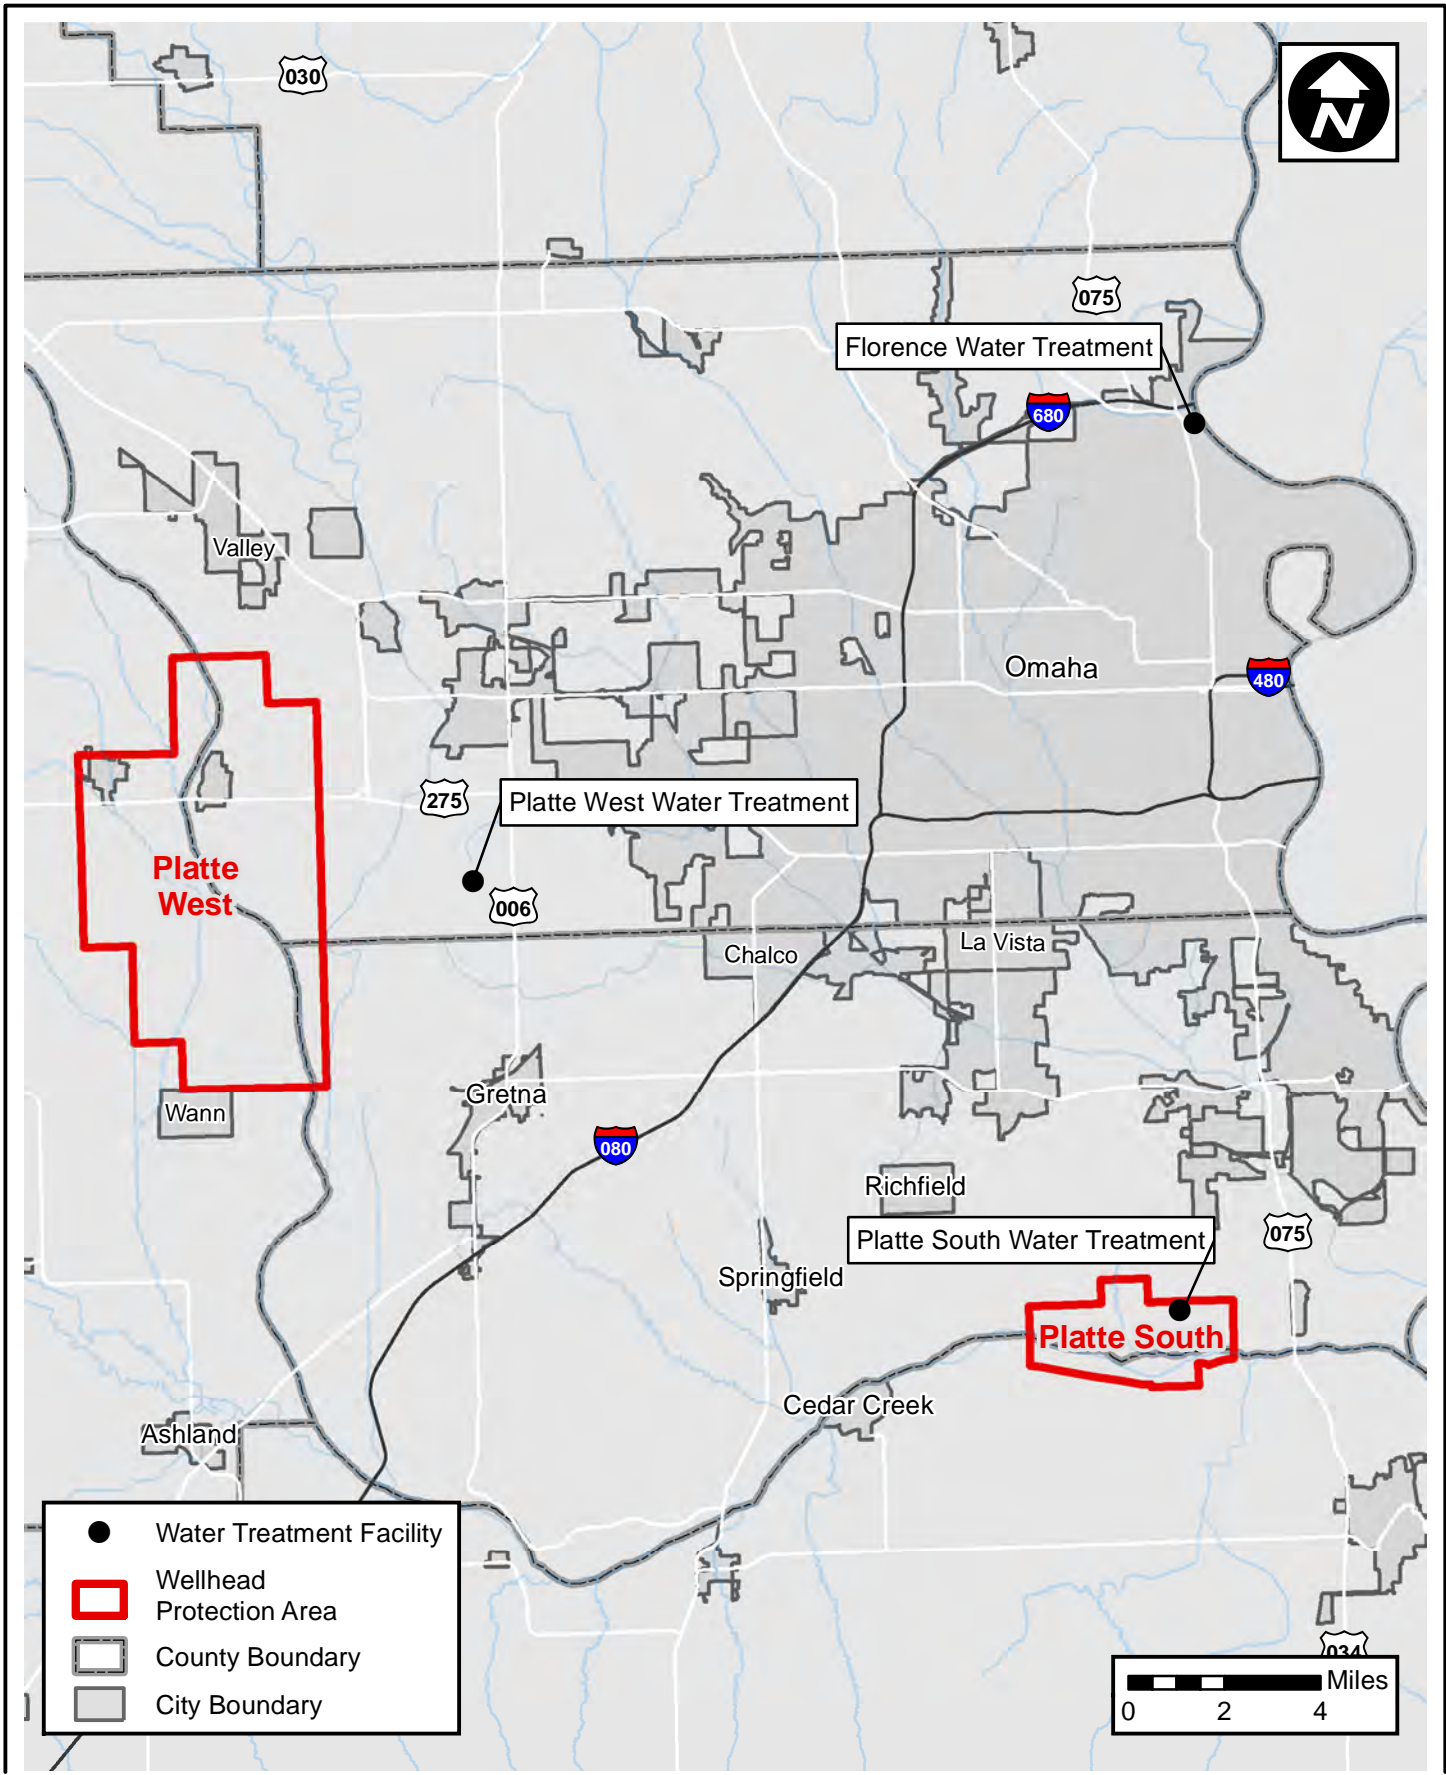 030
N
075
Florence Water Treatment
680
Valley
Omaha
480
275
Platte West Water Treatment
Platte
West
006
Chalco
La Vista
Gretna
Wann
080
Richfield
Platte South Water Treatment
075
Springfield
Platte South
Cedar Creek
Ashland
Water Treatment Facility
Wellhead
Protection Area
County Boundary
City Boundary
034
Miles
0 2 4